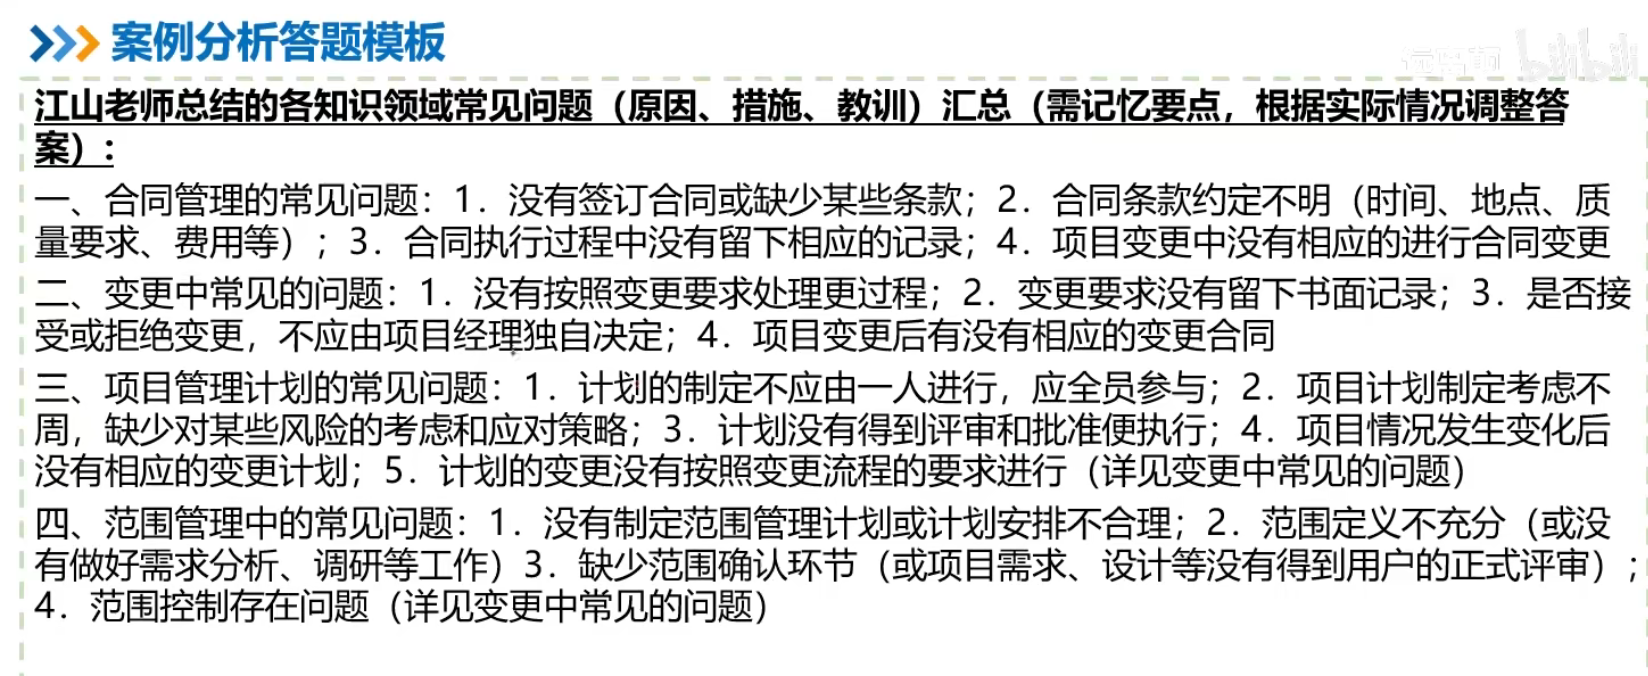 案例分析答题模板
bilibili
江山老师总结的各知识领域常见问题（原因、措施、教训）汇总（需记忆要点，根据实际情况调整答
案）：
一、合同管理的常见问题：1．没有签订合同或缺少某些条款；2．合同条款约定不明（时间、地点、质
量要求、费用等）；3．合同执行过程中没有留下相应的记录；4．项目变更中没有相应的进行合同变更
二、变更中常见的问题：1．没有按照变更要求处理更过程；2．变更要求没有留下书面记录；3．是否接
受或拒绝变更，不应由项目经理独自决定；4．项目变更后有没有相应的变更合同
三、项目管理计划的常见问题：1．计划的制定不应由一人进行，应全员参与；2．项目计划制定考虑不
周，缺少对某些风险的考虑和应对策略；3．计划没有得到评审和批准便执行；4．项目情况发生变化后
没有相应的变更计划；5．计划的变更没有按照变更流程的要求进行（详见变更中常见的问题）
四、范围管理中的常见问题：1．没有制定范围管理计划或计划安排不合理；2．范围定义不充分（或没
有做好需求分析、调研等工作）3．缺少范围确认环节（或项目需求、设计等没有得到用户的正式评审）；
4．范围控制存在问题（详见变更中常见的问题）